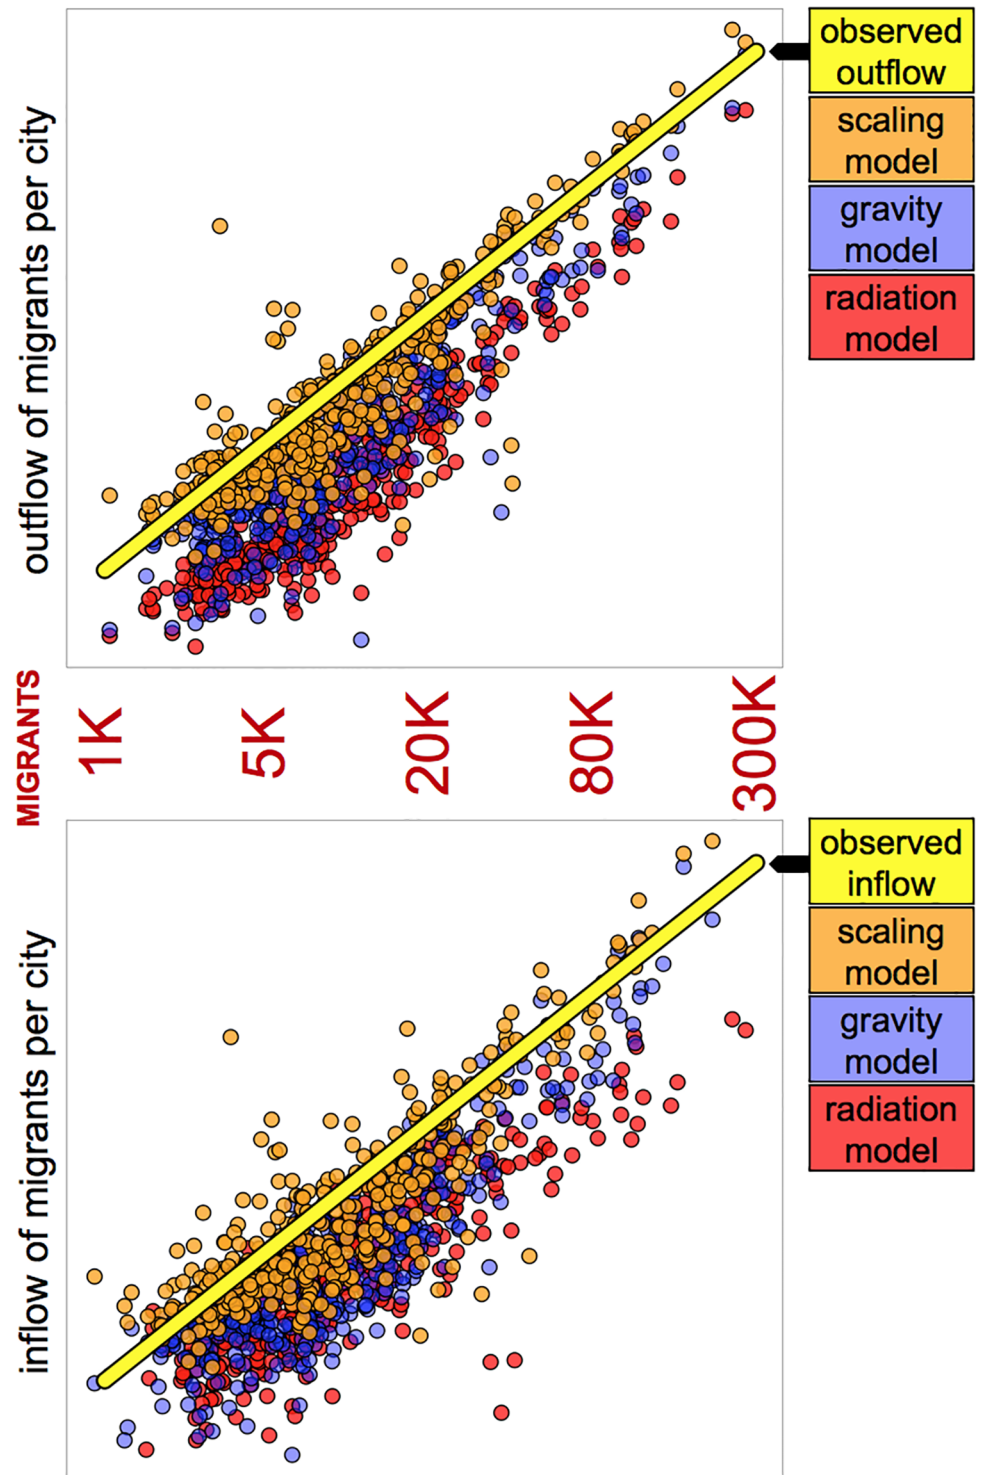 outflow of migrants per city
observed
outflow
scaling
model
gravity
model
radiation
model
MIGRANTS
1K
5K
20K
80K
300K
inflow of migrants per city
observed
inflow
scaling
model
gravity
model
radiation
model